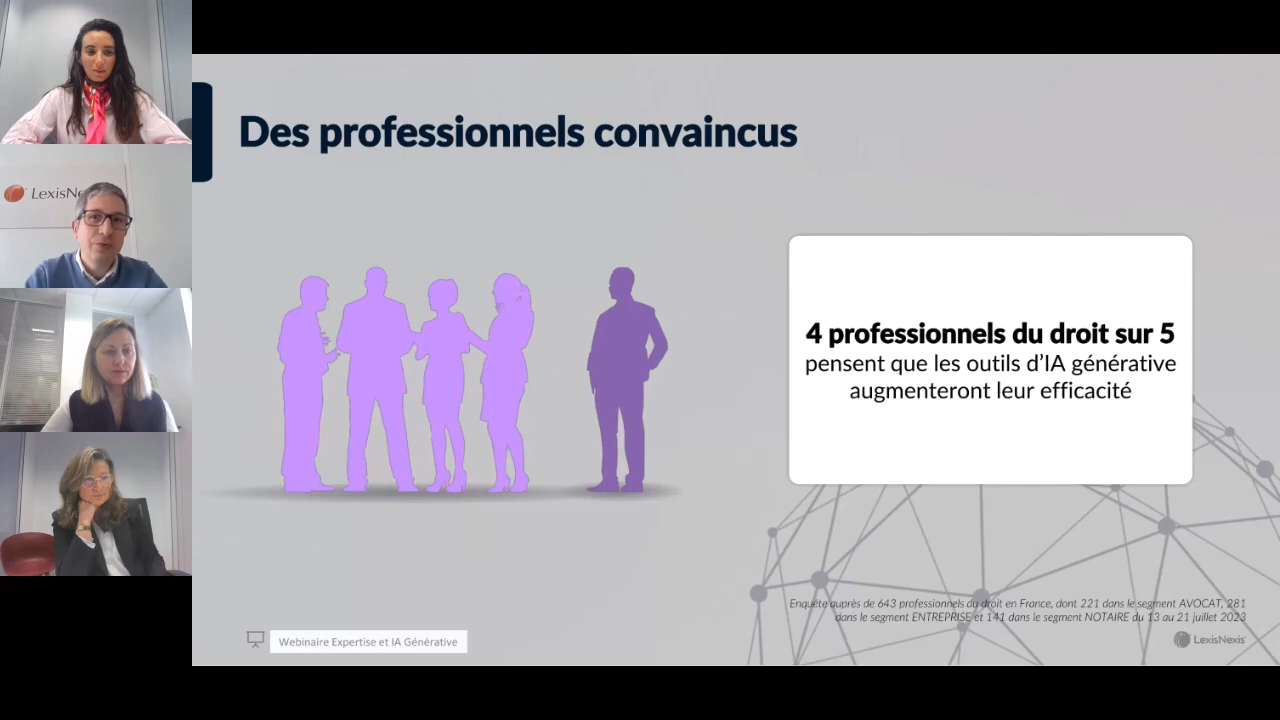 LexisNe
Des professionnels convaincus
4 professionnels du droit sur 5
pensent que les outils d’IA générative
augmenteront leur efficacité
Enquête auprès de 643 professionnels du droit en France, dont 221 dans le segment AVOCAT, 281
dans le segment ENTREPRISE et 141 dans le segment NOTAIRE du 13 au 21 juillet 2023
Webinaire Expertise et IA Générative
LexisNexis